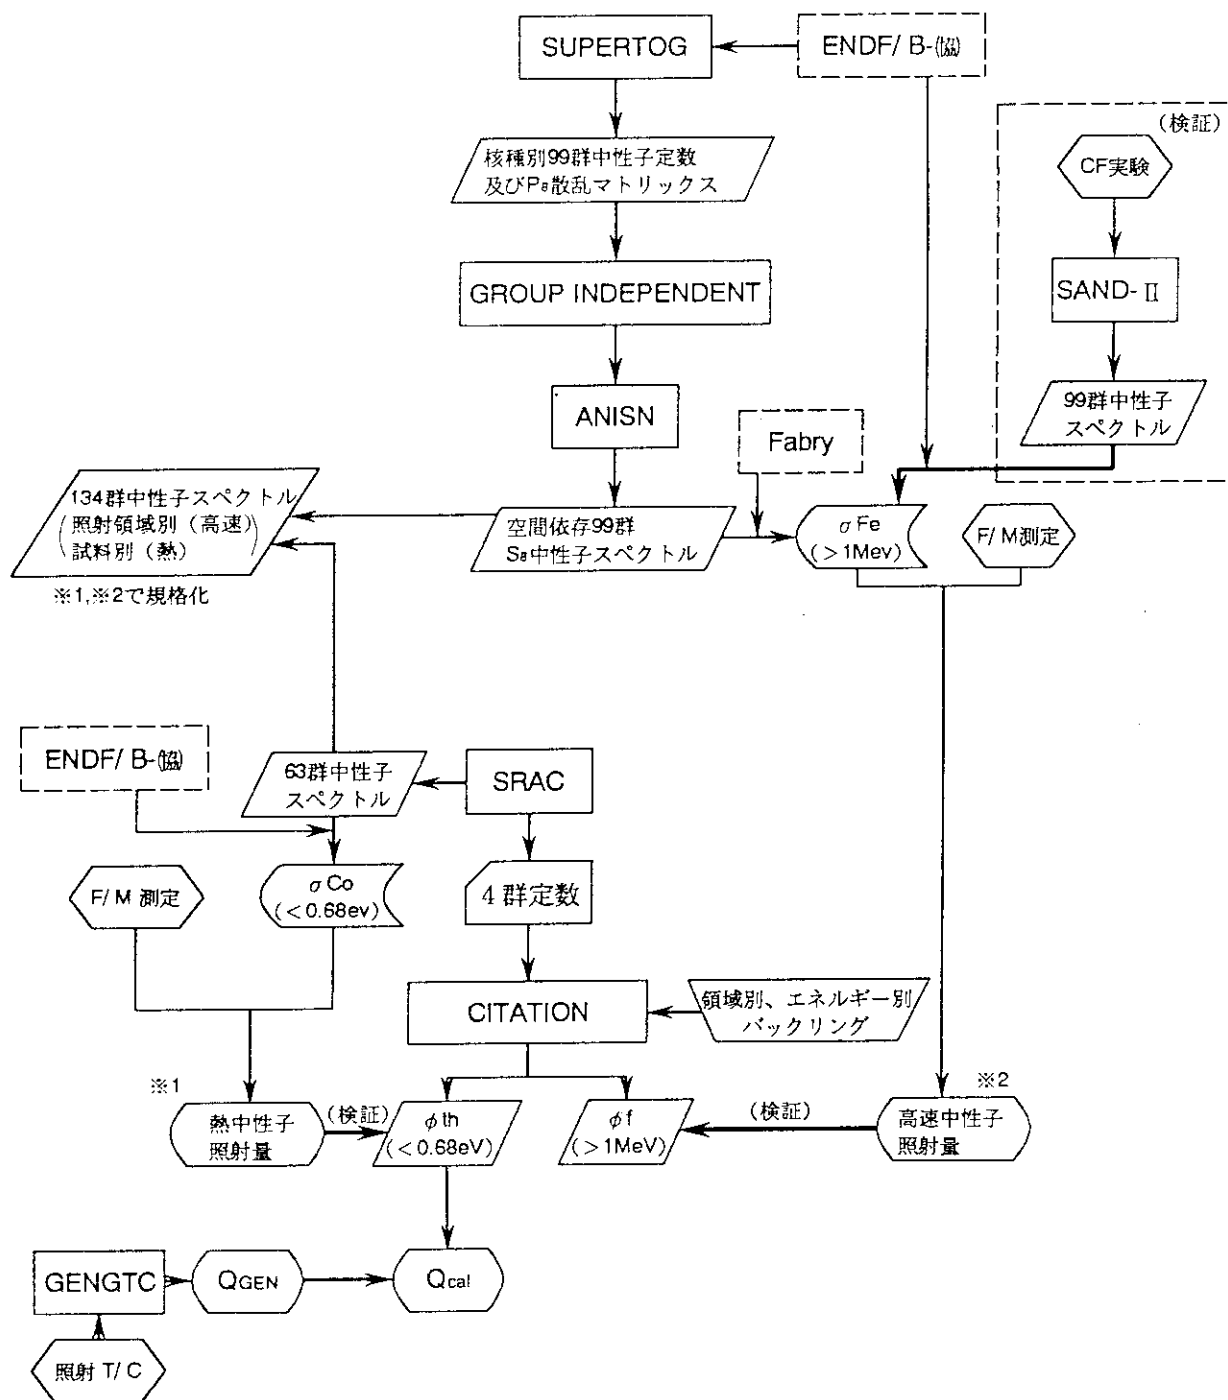 SUPERTOG
ENDF/ B-㈿
(検証)
核種別99群中性子定数
及びP8散乱マトリックス
CF実験
GROUP INDEPENDENT
SAND-Ⅱ
ANISN
99群中性子
スペクトル
Fabry
134群中性子スペクトル
照射領域別(高速)
試料別(熱)
※1,※2で規格化
空間依存99群
S8中性子スペクトル
σ Fe
(>1Mev)
F/ M測定
ENDF/ B-㈿
63群中性子
スペクトル
SRAC
F/ M 測定
σ Co
(<0.68ev)
4 群定数
CITATION
領域別、エネルギー別
バックリング
※1
熱中性子
照射量
(検証)
φ th
(<0.68eV)
φ f
(>1MeV)
(検証)
※2
高速中性子
照射量
GENGTC
QGEN
Qcal
照射 T/ C